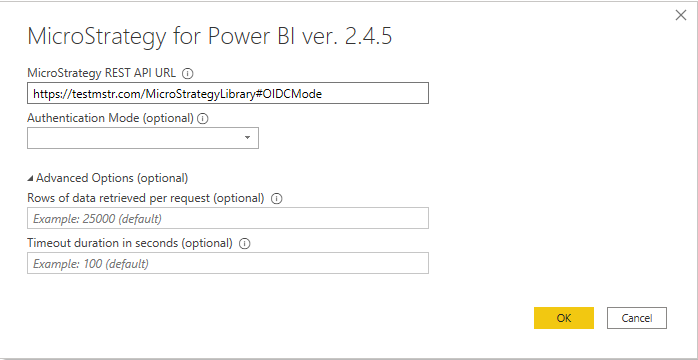 MicroStrategy for Power BI ver. 2.4.5
MicroStrategy REST API URL
https://testmstr.com/MicroStrategyLibrary#OIDCMode
Authentication Mode (optional)
Advanced Options (optional)
Rows of data retrieved per request (optional)
Example: 25000 (default)
Timeout duration in seconds (optional)
Example: 100 (default)
OK Cancel